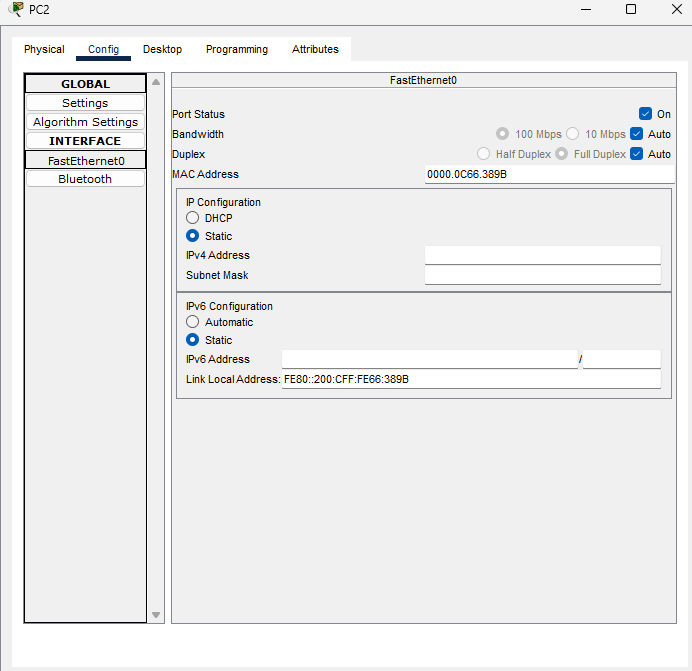 PC2
Physical Config Desktop Programming Attributes
GLOBAL
Settings
Algorithm Settings
INTERFACE
FastEthernet0
Bluetooth
FastEthernet0
Port Status On
Bandwidth 100 Mbps 10 Mbps Auto
Duplex Half Duplex Full Duplex Auto
MAC Address 0000.0C66.389B
IP Configuration
DHCP
Static
IPv4 Address
Subnet Mask
IPv6 Configuration
Automatic
Static
IPv6 Address /
Link Local Address: FE80::200:CFF:FE66:389B